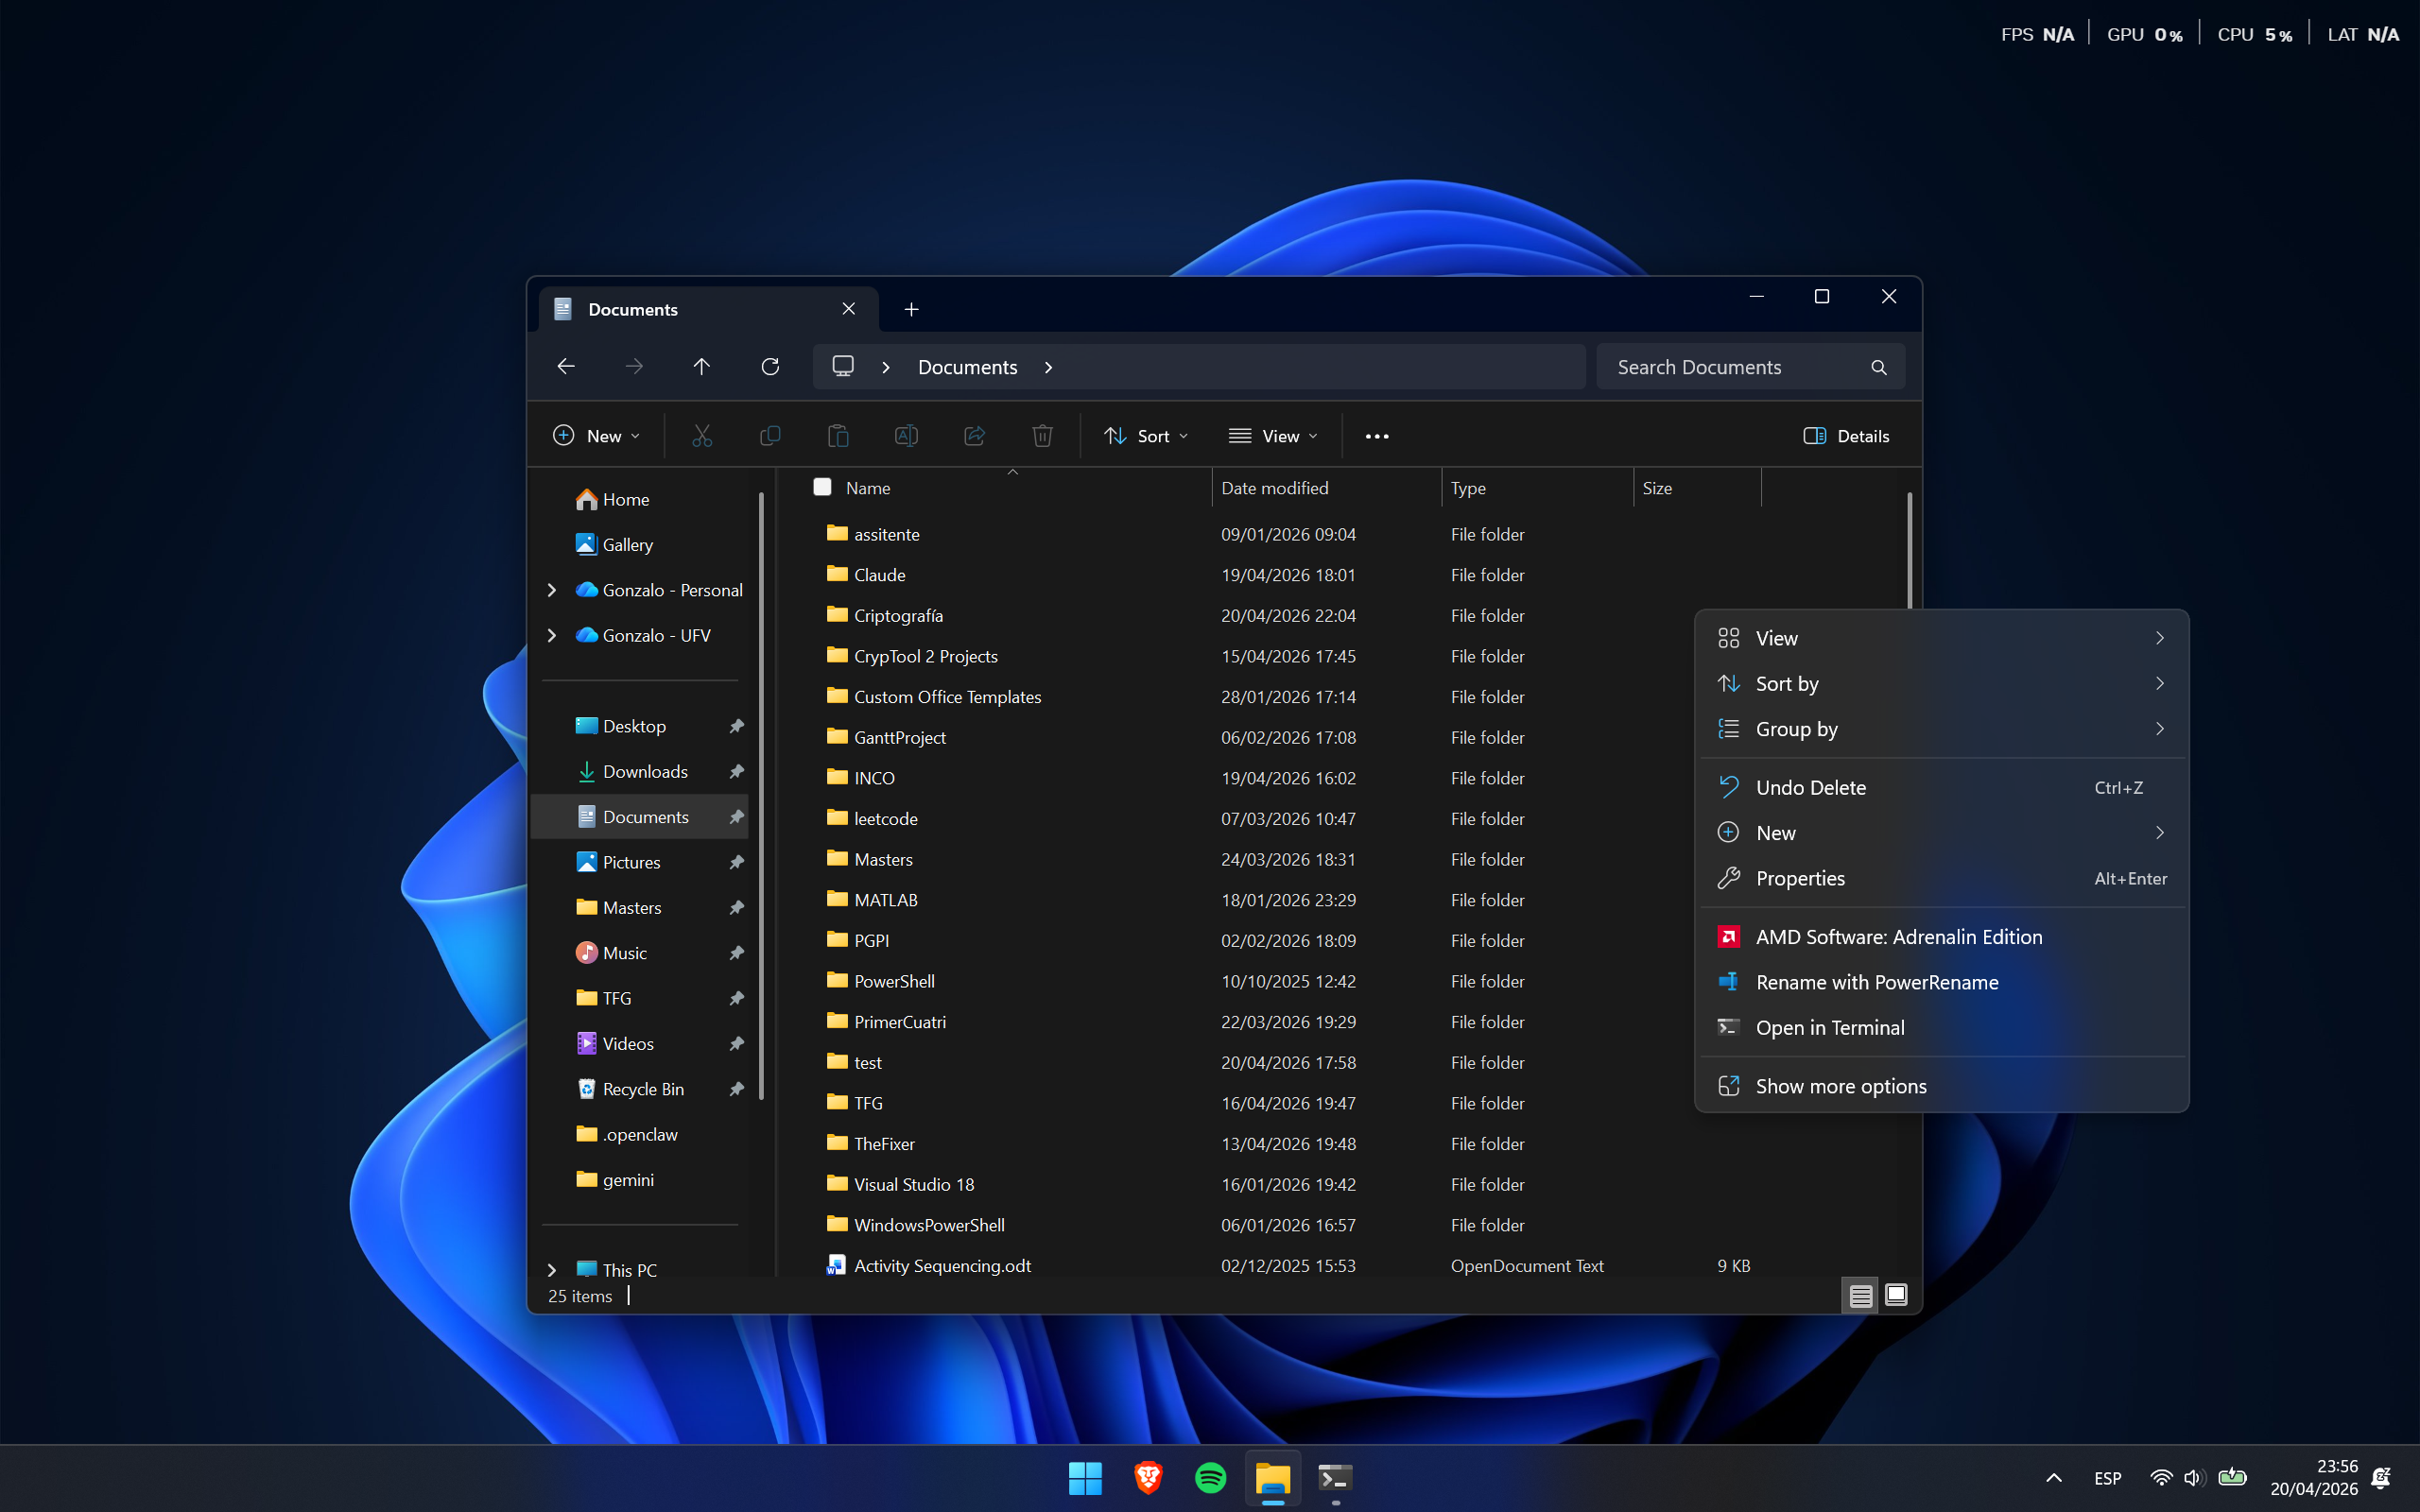 FPS N/A GPU 0 % CPU 5 % LAT N/A
Documents
Documents
Search Documents
New
Sort
View
Details
Home
Gallery
Gonzalo - Personal
Gonzalo - UFV
Desktop
Downloads
Documents
Pictures
Masters
Music
TFG
Videos
Recycle Bin
.openclaw
gemini
This PC
Name Date modified Type Size
assitente 09/01/2026 09:04 File folder
Claude 19/04/2026 18:01 File folder
Criptografía 20/04/2026 22:04 File folder
CrypTool 2 Projects 15/04/2026 17:45 File folder
Custom Office Templates 28/01/2026 17:14 File folder
GanttProject 06/02/2026 17:08 File folder
INCO 19/04/2026 16:02 File folder
leetcode 07/03/2026 10:47 File folder
Masters 24/03/2026 18:31 File folder
MATLAB 18/01/2026 23:29 File folder
PGPI 02/02/2026 18:09 File folder
PowerShell 10/10/2025 12:42 File folder
PrimerCuatri 22/03/2026 19:29 File folder
test 20/04/2026 17:58 File folder
TFG 16/04/2026 19:47 File folder
TheFixer 13/04/2026 19:48 File folder
Visual Studio 18 16/01/2026 19:42 File folder
WindowsPowerShell 06/01/2026 16:57 File folder
Activity Sequencing.odt 02/12/2025 15:53 OpenDocument Text 9 KB
25 items
View
Sort by
Group by
Undo Delete Ctrl+Z
New
Properties Alt+Enter
AMD Software: Adrenalin Edition
Rename with PowerRename
Open in Terminal
Show more options
ESP
23:56
20/04/2026